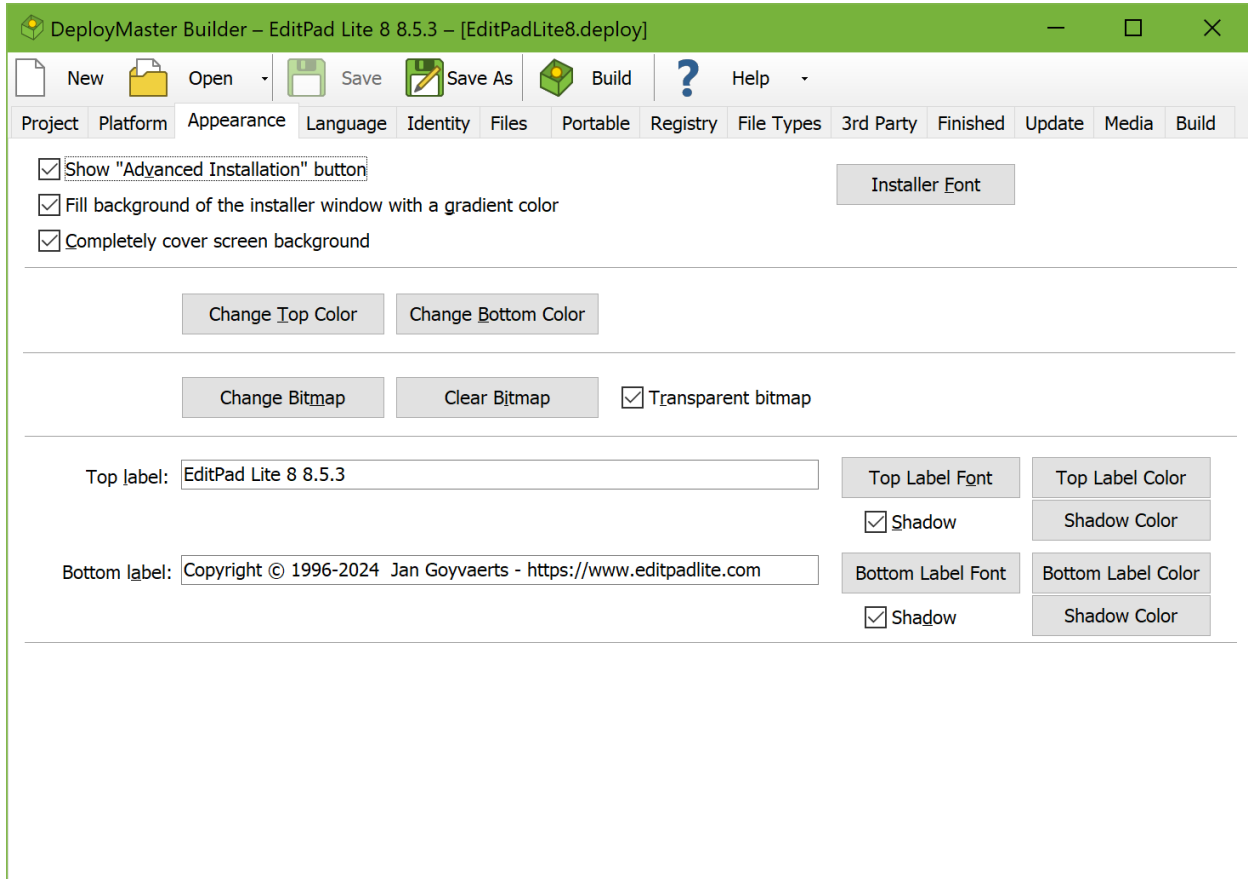 DeployMaster Builder – EditPad Lite 8 8.5.3 – [EditPadLite8.deploy]
New Open Save Save As Build Help
Project Platform Appearance Language Identity Files Portable Registry File Types 3rd Party Finished Update Media Build
Show "Advanced Installation" button
Installer Font
Fill background of the installer window with a gradient color
Completely cover screen background
Change Top Color Change Bottom Color
Change Bitmap Clear Bitmap Transparent bitmap
Top label: EditPad Lite 8 8.5.3 Top Label Font Top Label Color
Shadow Shadow Color
Bottom label: Copyright © 1996-2024  Jan Goyvaerts - https://www.editpadlite.com Bottom Label Font Bottom Label Color
Shadow Shadow Color